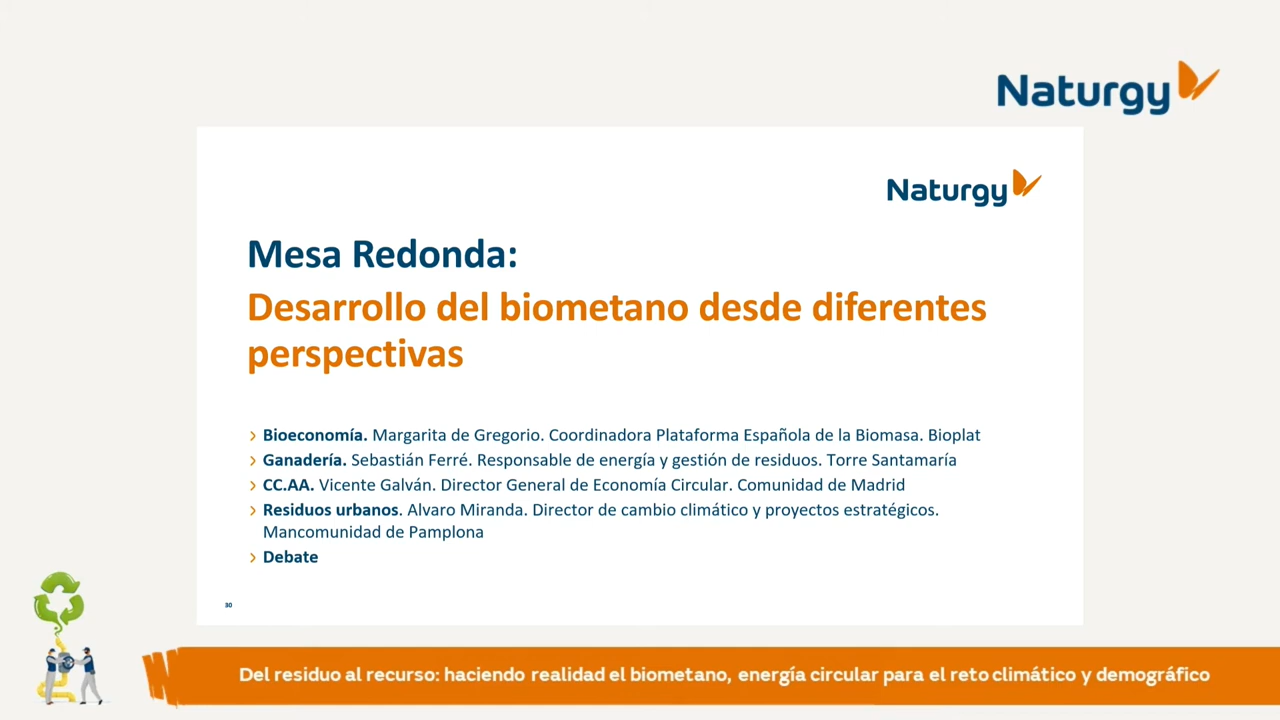 Naturgy
Naturgy
Mesa Redonda:
Desarrollo del biometano desde diferentes
perspectivas
Bioeconomía. Margarita de Gregorio. Coordinadora Plataforma Española de la Biomasa. Bioplat
Ganadería. Sebastián Ferré. Responsable de energía y gestión de residuos. Torre Santamaría
CC.AA. Vicente Galván. Director General de Economía Circular. Comunidad de Madrid
Residuos urbanos. Alvaro Miranda. Director de cambio climático y proyectos estratégicos.
Mancomunidad de Pamplona
Debate
30
Del residuo al recurso: haciendo realidad el biometano, energía circular para el reto climático y demográfico